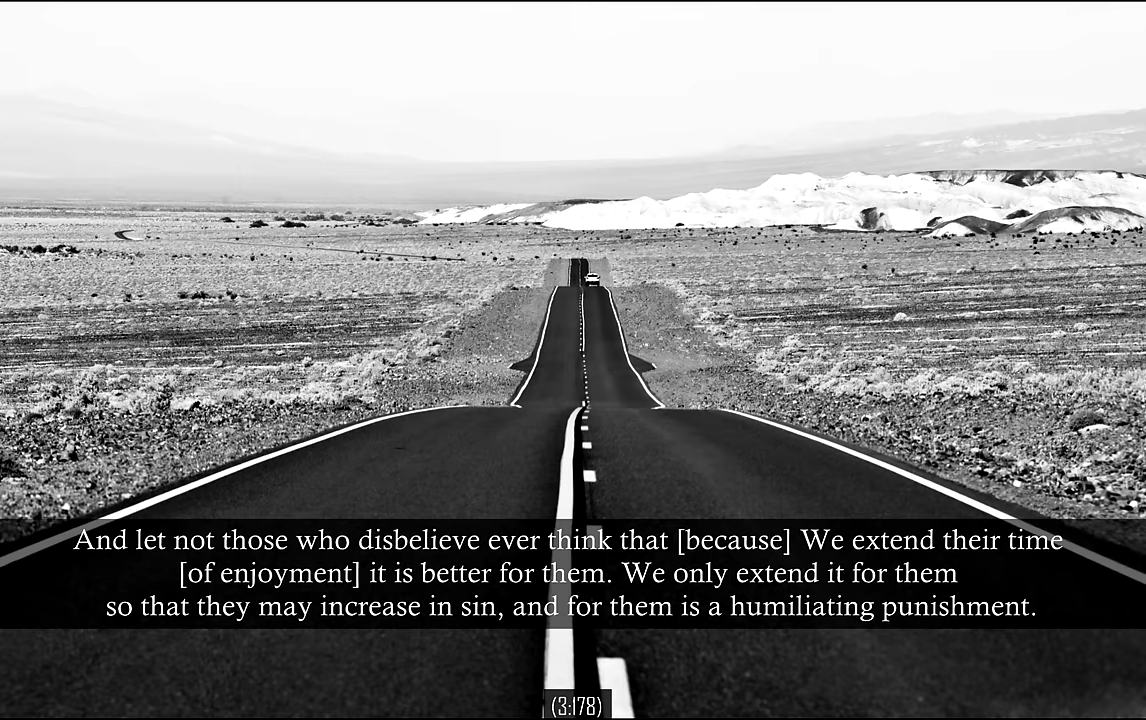 And let not those who disbelieve ever think that [because] We extend their time
[of enjoyment] it is better for them. We only extend it for them
so that they may increase in sin, and for them is a humiliating punishment.
(3:178)